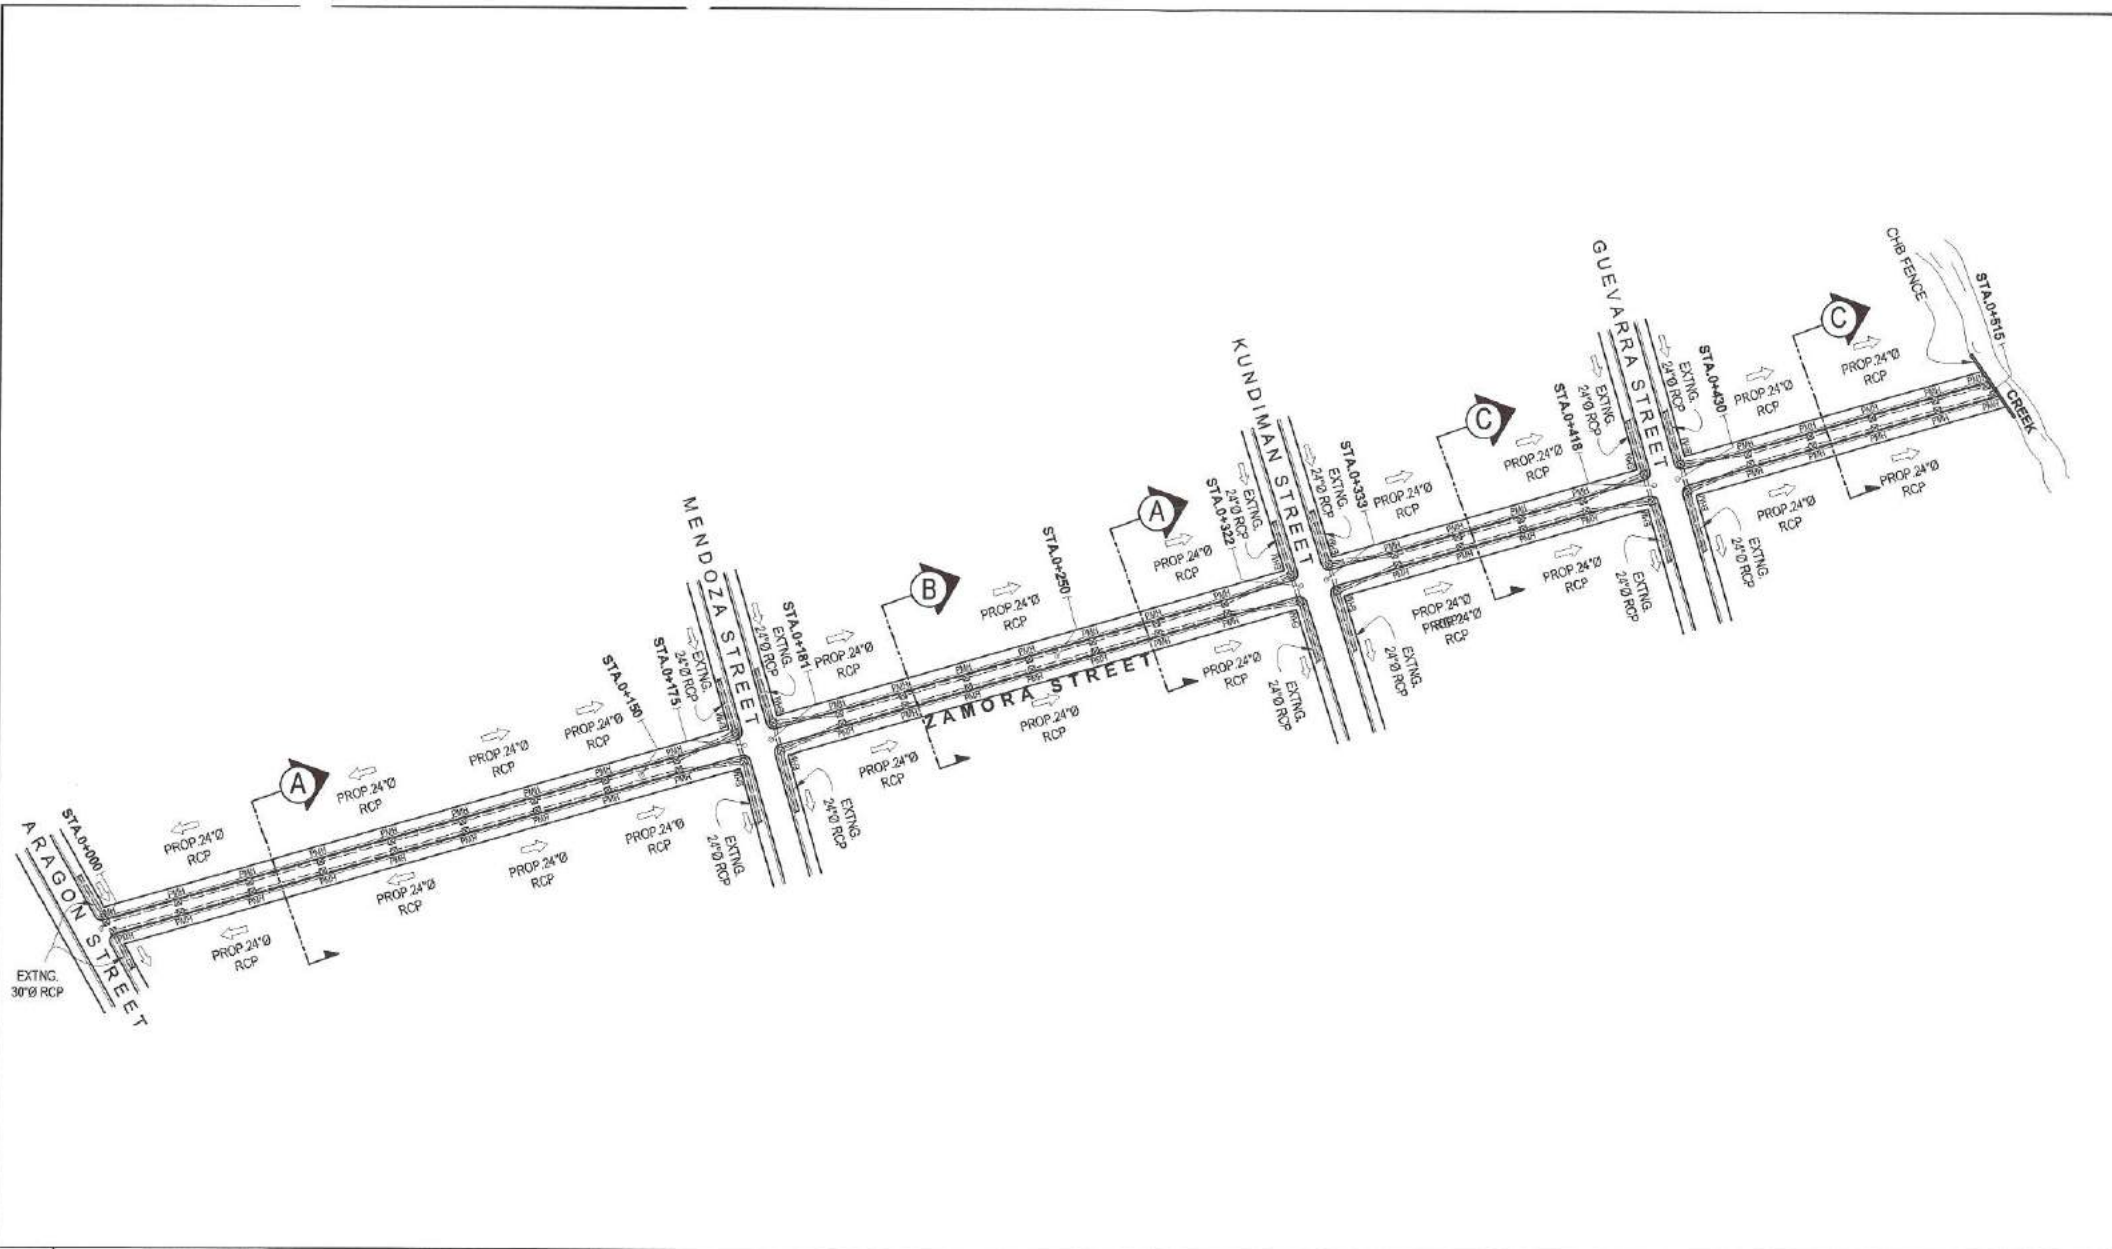 ARAGON STREET
STA.0+000
EXTNG.
30"Ø RCP
PROP.24"Ø
RCP
A
PROP.24"Ø
RCP
PROP.24"Ø
RCP
PROP.24"Ø
RCP
PROP.24"Ø
RCP
PROP.24"Ø
RCP
PROP.24"Ø
RCP
PROP.24"Ø
RCP
STA.0+150
STA.0+175
EXTNG.
24"Ø RCP
MENDOZA STREET
EXTNG.
24"Ø RCP
STA.0+181
EXTNG.
24"Ø RCP
EXTNG.
24"Ø RCP
PROP.24"Ø
RCP
PROP.24"Ø
RCP
B
PROP.24"Ø
RCP
ZAMORA STREET
PROP.24"Ø
RCP
STA.0+250
A
PROP.24"Ø
RCP
PROP.24"Ø
RCP
STA.0+322
EXTNG.
24"Ø RCP
KUNDIMAN STREET
EXTNG.
24"Ø RCP
STA.0+333
EXTNG.
24"Ø RCP
EXTNG.
24"Ø RCP
PROP.24"Ø
RCP
PROP.24"Ø
RCP
C
PROP.24"Ø
RCP
PROP.24"Ø
RCP
STA.0+418
EXTNG.
24"Ø RCP
GUEVARRA STREET
EXTNG.
24"Ø RCP
STA.0+430
EXTNG.
24"Ø RCP
EXTNG.
24"Ø RCP
PROP.24"Ø
RCP
PROP.24"Ø
RCP
C
PROP.24"Ø
RCP
PROP.24"Ø
RCP
CHB FENCE
STA.0+515
CREEK
PMH